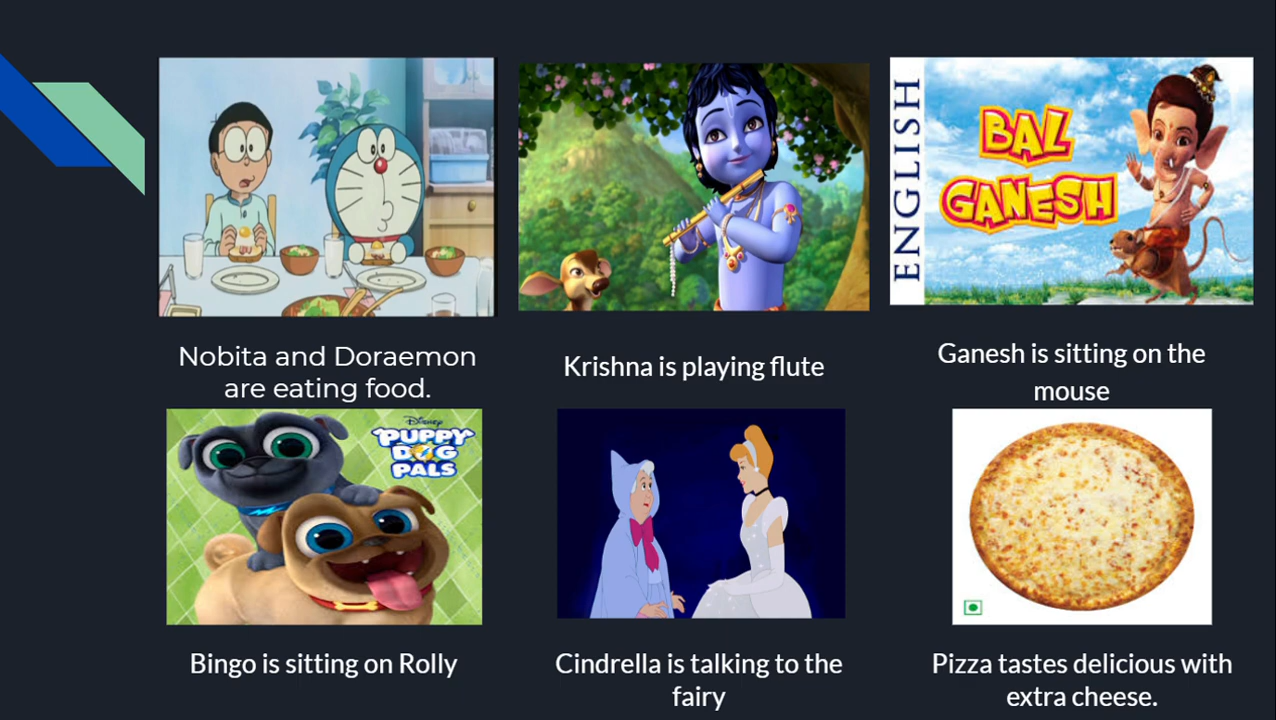 ENGLISH
BAL
GANESH
Nobita and Doraemon
are eating food.
Krishna is playing flute
Ganesh is sitting on the
mouse
Disney
PUPPY
DOG
PALS
Bingo is sitting on Rolly
Cindrella is talking to the
fairy
Pizza tastes delicious with
extra cheese.